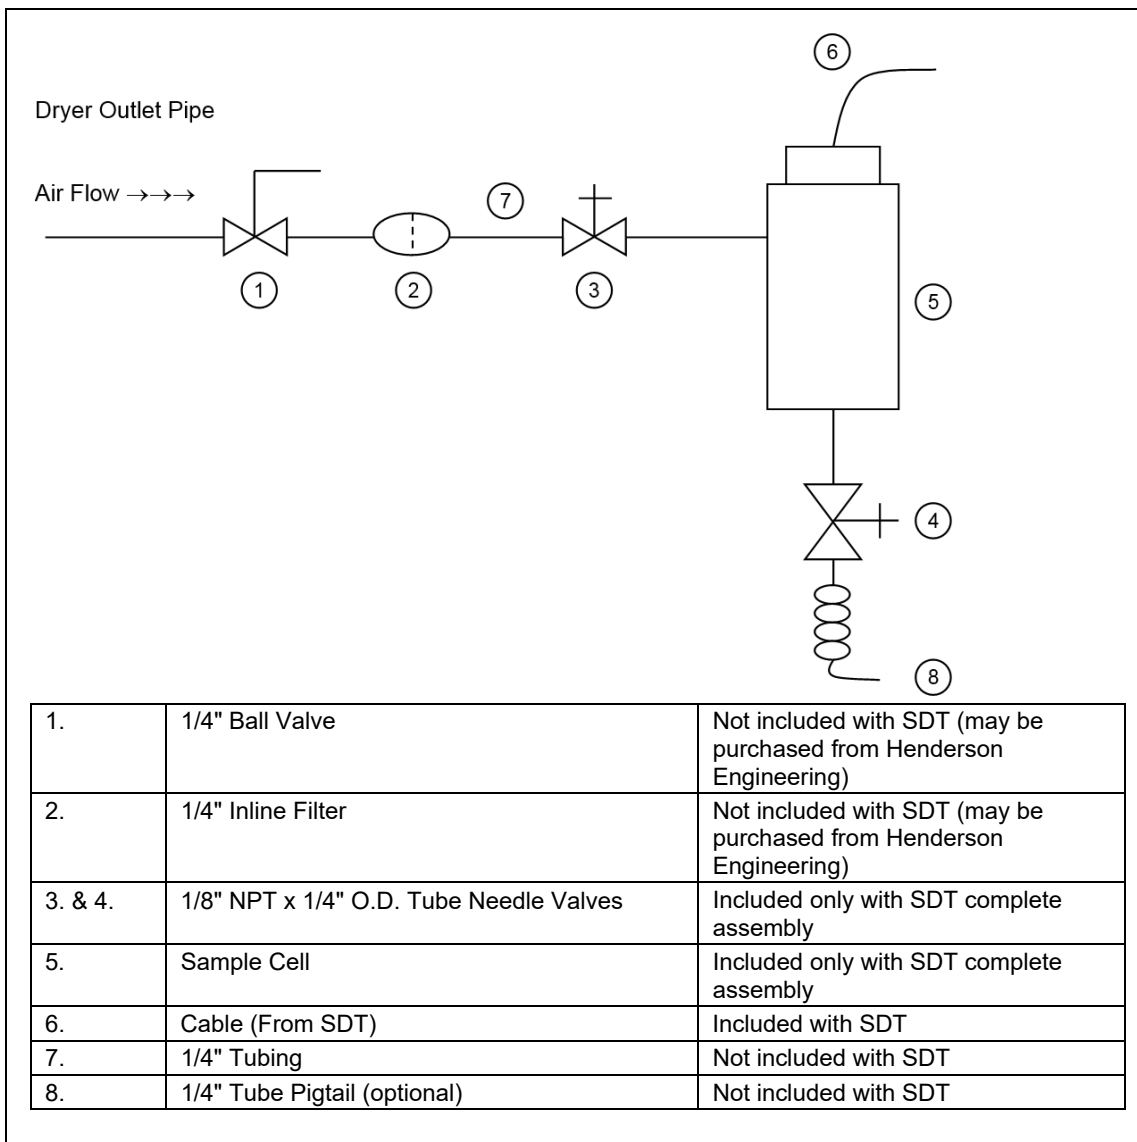 6
Dryer Outlet Pipe
Air Flow →→→
7
1
2
3
5
4
8
1. 1/4" Ball Valve Not included with SDT (may be
purchased from Henderson
Engineering)
2. 1/4" Inline Filter Not included with SDT (may be
purchased from Henderson
Engineering)
3. & 4. 1/8" NPT x 1/4" O.D. Tube Needle Valves Included only with SDT complete
assembly
5. Sample Cell Included only with SDT complete
assembly
6. Cable (From SDT) Included with SDT
7. 1/4" Tubing Not included with SDT
8. 1/4" Tube Pigtail (optional) Not included with SDT